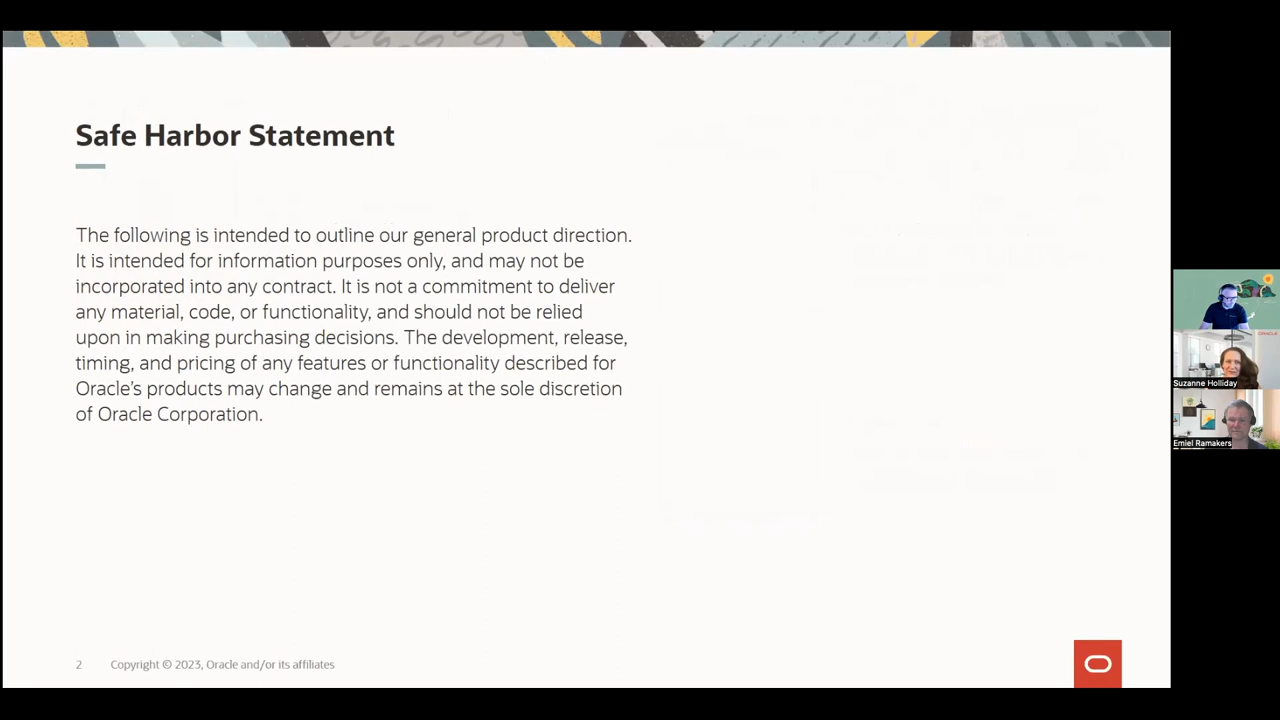 Safe Harbor Statement
The following is intended to outline our general product direction.
It is intended for information purposes only, and may not be
incorporated into any contract. It is not a commitment to deliver
any material, code, or functionality, and should not be relied
upon in making purchasing decisions. The development, release,
timing, and pricing of any features or functionality described for
Oracle’s products may change and remains at the sole discretion
of Oracle Corporation.
ORACLE
Suzanne Holliday
Emiel Ramakers
2 Copyright © 2023, Oracle and/or its affiliates